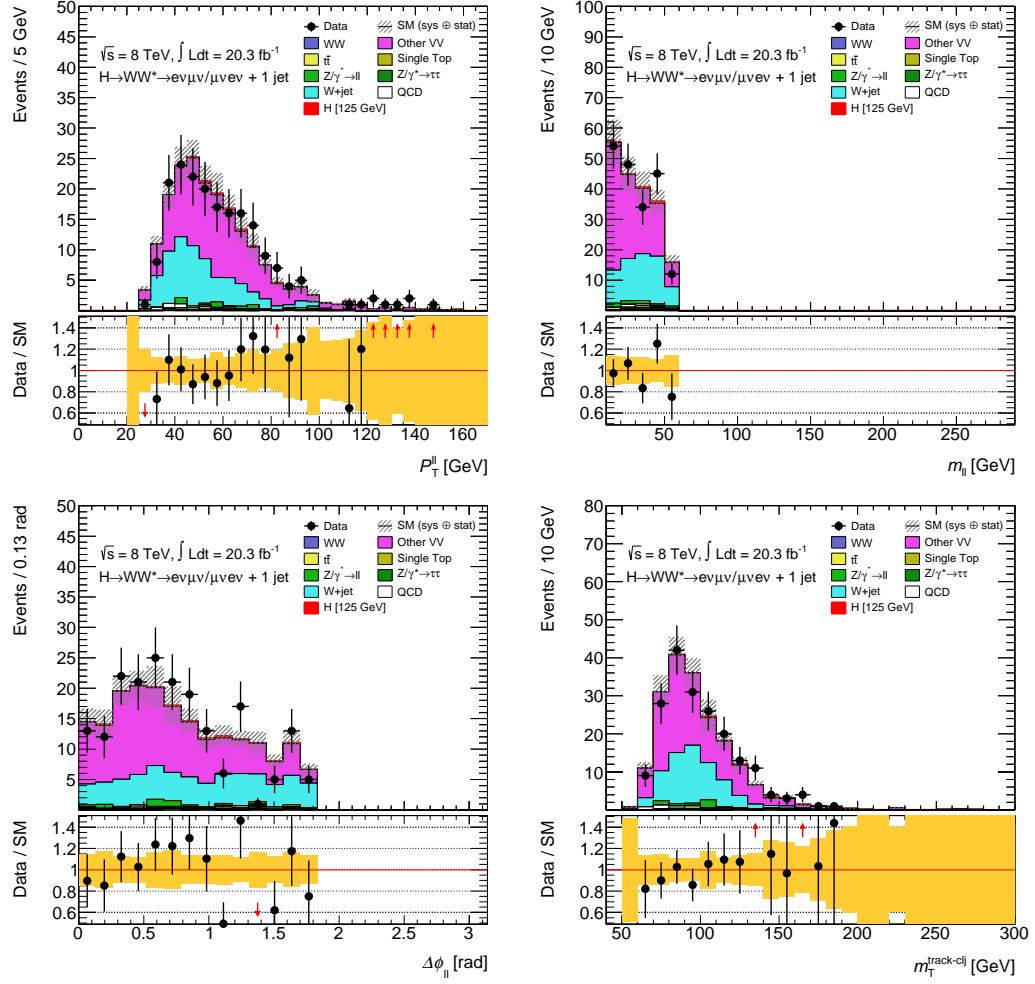 Events / 5 GeV
50
45
40
35
30
25
20
15
10
5
√s = 8 TeV, ∫ Ldt = 20.3 fb⁻¹
H→WW*→eνμν/μνeν + 1 jet
Data
SM (sys ⊕ stat)
WW
Other VV
tt̄
Single Top
Z/γ*→ll
Z/γ*→ττ
W+jet
QCD
H [125 GeV]
Data / SM
1.4
1.2
1
0.8
0.6
0 20 40 60 80 100 120 140 160
P_T^ll [GeV]
Events / 10 GeV
100
90
80
70
60
50
40
30
20
10
√s = 8 TeV, ∫ Ldt = 20.3 fb⁻¹
H→WW*→eνμν/μνeν + 1 jet
Data
SM (sys ⊕ stat)
WW
Other VV
tt̄
Single Top
Z/γ*→ll
Z/γ*→ττ
W+jet
QCD
H [125 GeV]
Data / SM
1.4
1.2
1
0.8
0.6
50 100 150 200 250
m_ll [GeV]
Events / 0.13 rad
50
45
40
35
30
25
20
15
10
5
√s = 8 TeV, ∫ Ldt = 20.3 fb⁻¹
H→WW*→eνμν/μνeν + 1 jet
Data
SM (sys ⊕ stat)
WW
Other VV
tt̄
Single Top
Z/γ*→ll
Z/γ*→ττ
W+jet
QCD
H [125 GeV]
Data / SM
1.4
1.2
1
0.8
0.6
0 0.5 1 1.5 2 2.5 3
Δϕ_ll [rad]
Events / 10 GeV
80
70
60
50
40
30
20
10
√s = 8 TeV, ∫ Ldt = 20.3 fb⁻¹
H→WW*→eνμν/μνeν + 1 jet
Data
SM (sys ⊕ stat)
WW
Other VV
tt̄
Single Top
Z/γ*→ll
Z/γ*→ττ
W+jet
QCD
H [125 GeV]
Data / SM
1.4
1.2
1
0.8
0.6
50 100 150 200 250 300
m_T^track-clj [GeV]